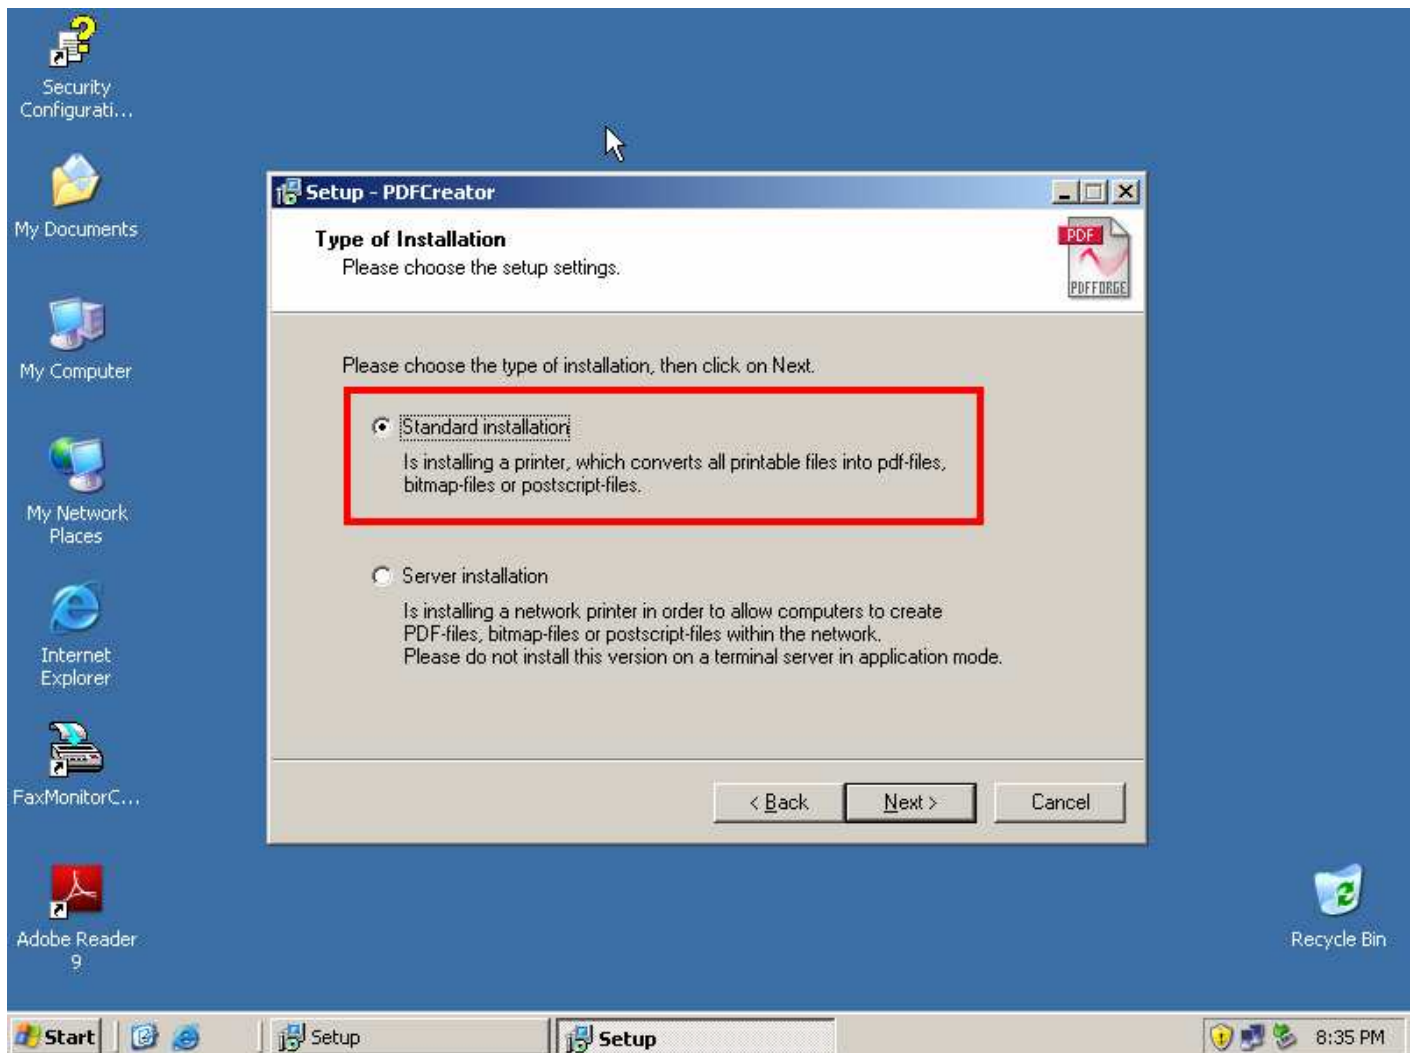 Security
Configurati...
My Documents
My Computer
My Network
Places
Internet
Explorer
FaxMonitorC...
Adobe Reader
9
Setup - PDFCreator
Type of Installation
Please choose the setup settings.
PDF
PDFFORGE
Please choose the type of installation, then click on Next.
Standard installation
Is installing a printer, which converts all printable files into pdf-files,
bitmap-files or postscript-files.
Server installation
Is installing a network printer in order to allow computers to create
PDF-files, bitmap-files or postscript-files within the network.
Please do not install this version on a terminal server in application mode.
< Back
Next >
Cancel
Recycle Bin
Start
Setup
Setup
8:35 PM